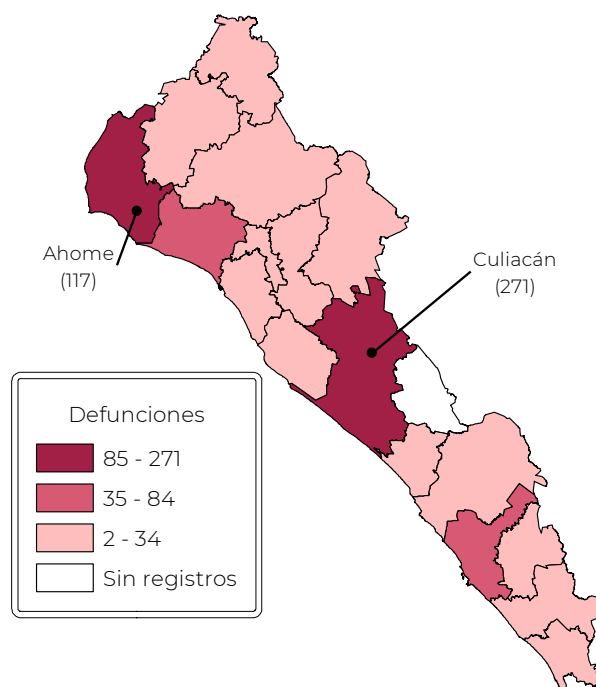 Ahome
(117)
Culiacán
(271)
Defunciones
85 - 271
35 - 84
2 - 34
Sin registros